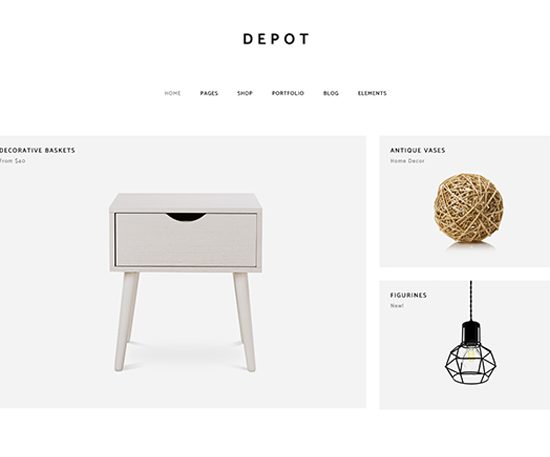 DEPOT
HOME PAGES SHOP PORTFOLIO BLOG ELEMENTS
DECORATIVE BASKETS
From $40
ANTIQUE VASES
Home Decor
FIGURINES
New!